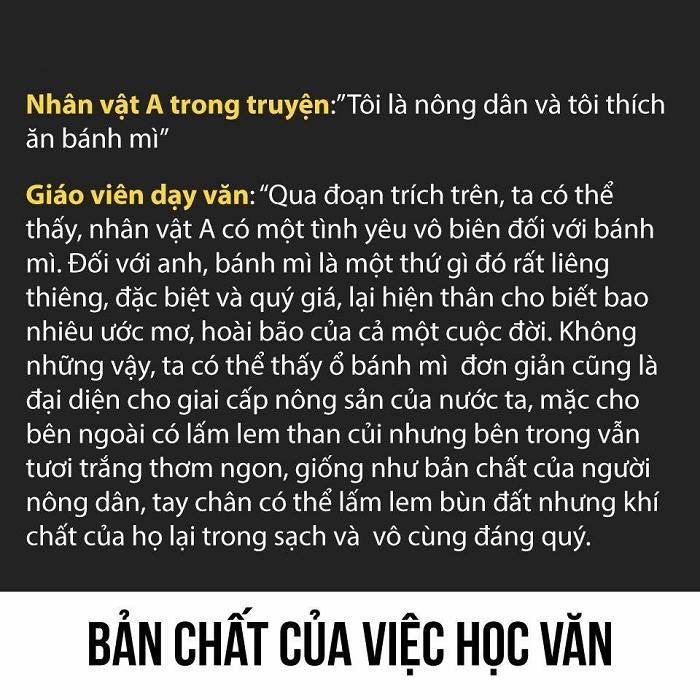 Nhân vật A trong truyện:”Tôi là nông dân và tôi thích
ăn bánh mì”
Giáo viên dạy văn: “Qua đoạn trích trên, ta có thể
thấy, nhân vật A có một tình yêu vô biên đối với bánh
mì. Đối với anh, bánh mì là một thứ gì đó rất liêng
thiêng, đặc biệt và quý giá, lại hiện thân cho biết bao
nhiêu ước mơ, hoài bão của cả một cuộc đời. Không
những vậy, ta có thể thấy ổ bánh mì  đơn giản cũng là
đại diện cho giai cấp nông sản của nước ta, mặc cho
bên ngoài có lấm lem than củi nhưng bên trong vẫn
tươi trắng thơm ngon, giống như bản chất của người
nông dân, tay chân có thể lấm lem bùn đất nhưng khí
chất của họ lại trong sạch và  vô cùng đáng quý.
BẢN CHẤT CỦA VIỆC HỌC VĂN